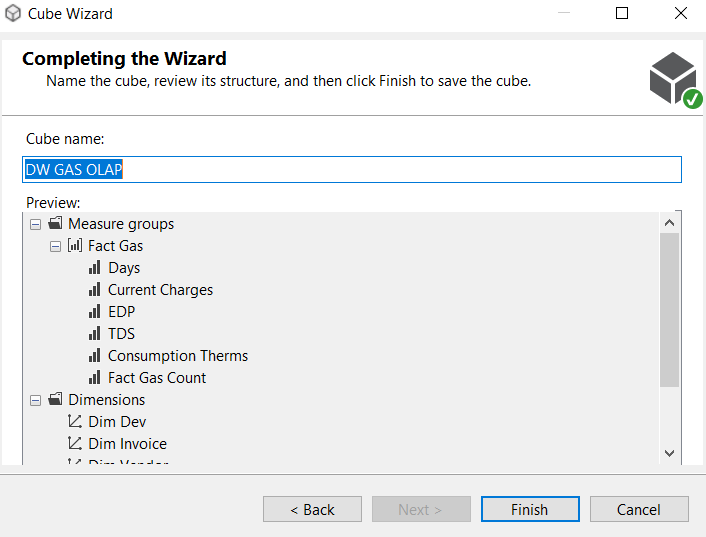 Cube Wizard
Completing the Wizard
Name the cube, review its structure, and then click Finish to save the cube.
Cube name:
DW GAS OLAP
Preview:
Measure groups
Fact Gas
Days
Current Charges
EDP
TDS
Consumption Therms
Fact Gas Count
Dimensions
Dim Dev
Dim Invoice
Dim Vendor
< Back
Next >
Finish
Cancel